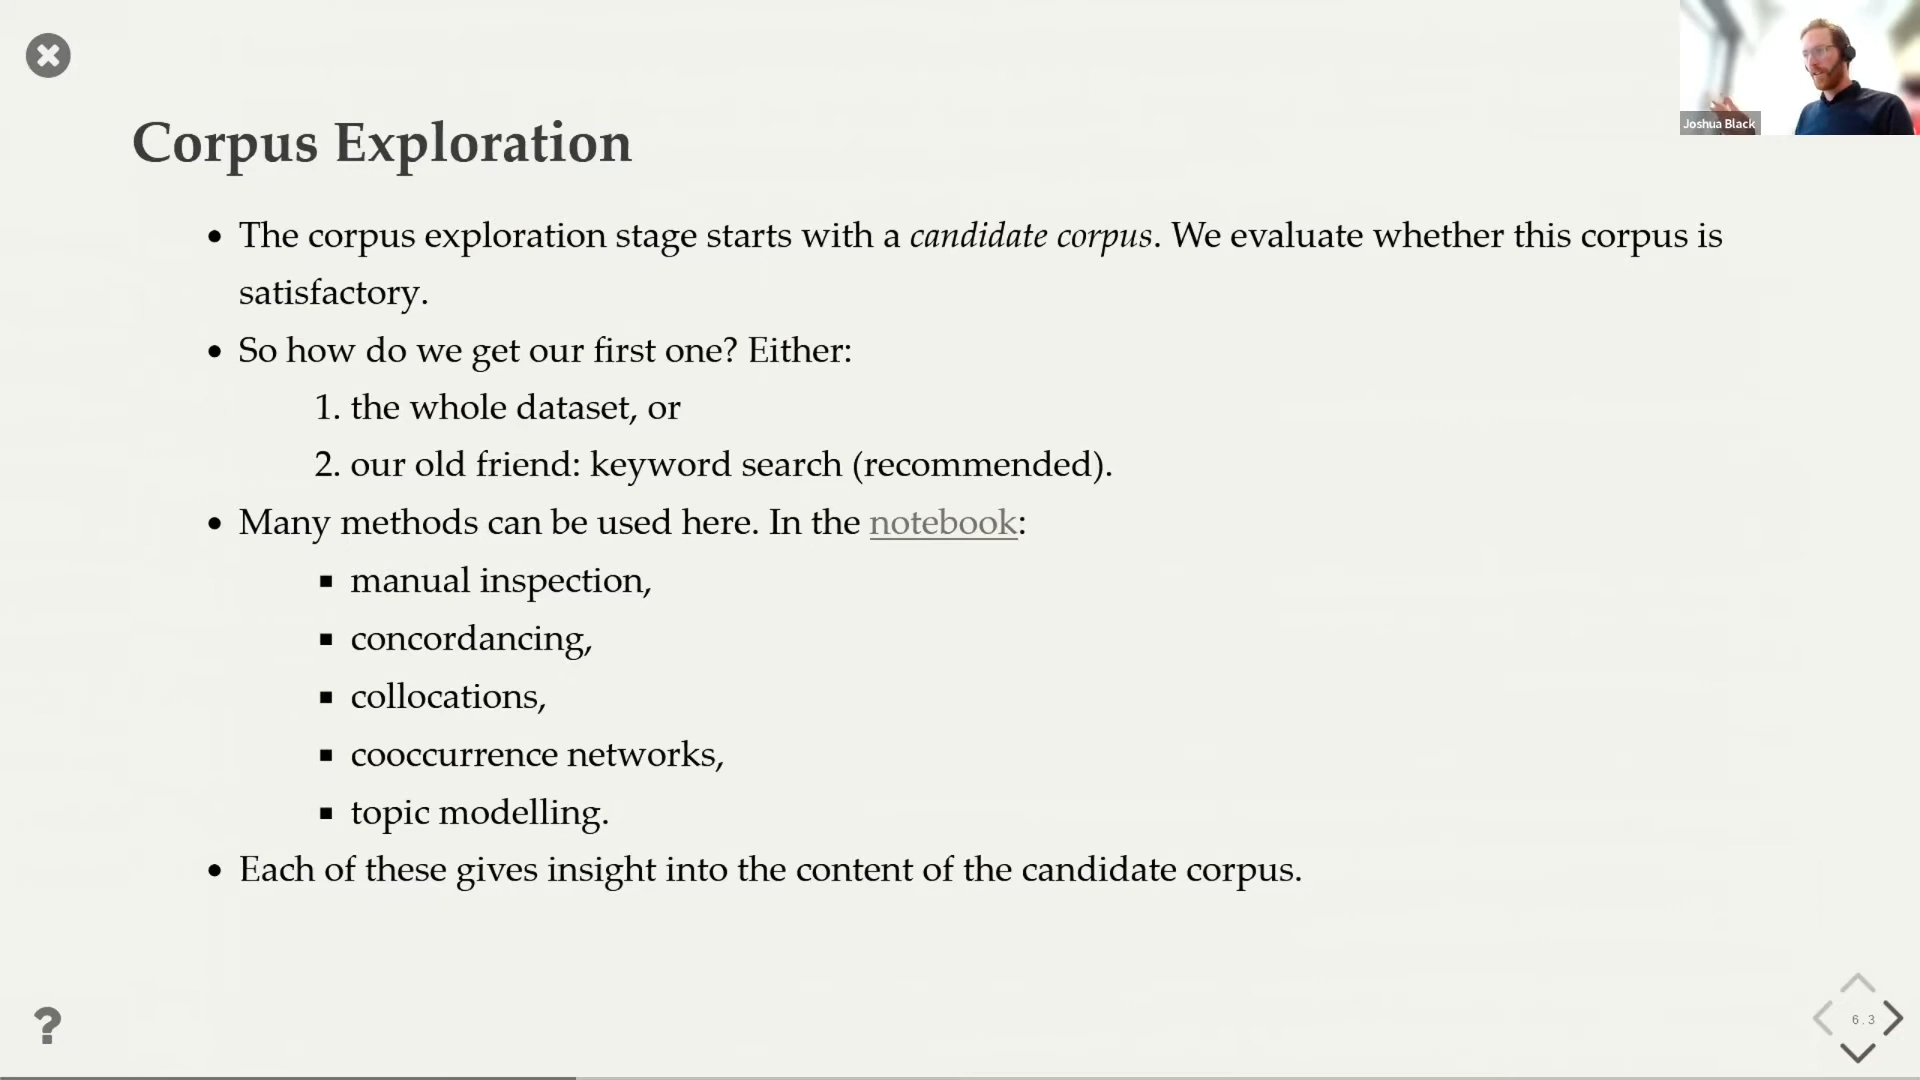 Joshua Black
Corpus Exploration
• The corpus exploration stage starts with a candidate corpus. We evaluate whether this corpus is
satisfactory.
• So how do we get our first one? Either:
1. the whole dataset, or
2. our old friend: keyword search (recommended).
• Many methods can be used here. In the notebook:
▪ manual inspection,
▪ concordancing,
▪ collocations,
▪ cooccurrence networks,
▪ topic modelling.
• Each of these gives insight into the content of the candidate corpus.
?
6.3